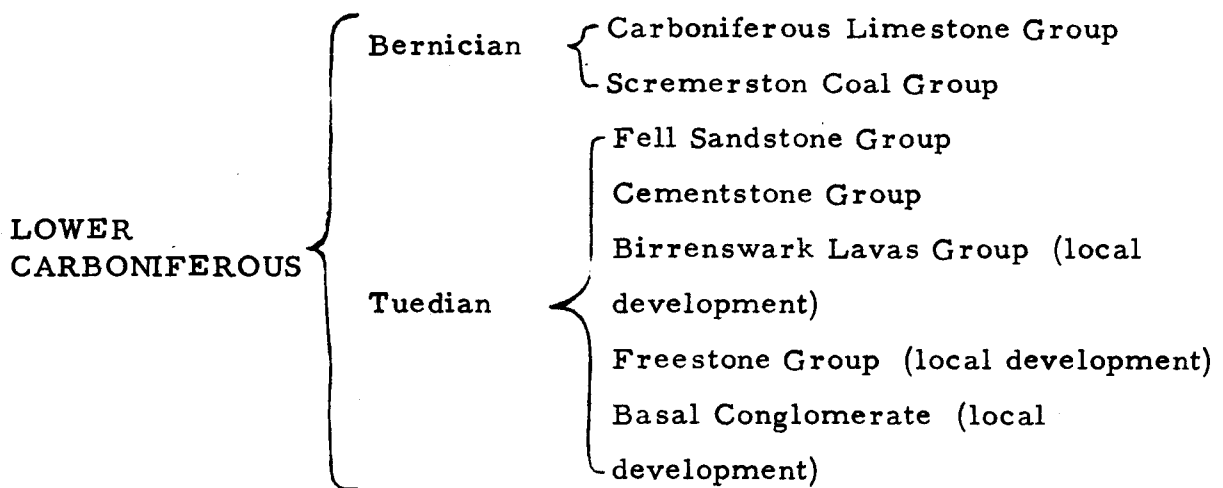 Bernician
Carboniferous Limestone Group
Scremerston Coal Group
LOWER
CARBONIFEROUS
Tuedian
Fell Sandstone Group
Cementstone Group
Birrenswark Lavas Group (local
development)
Freestone Group (local development)
Basal Conglomerate (local
development)